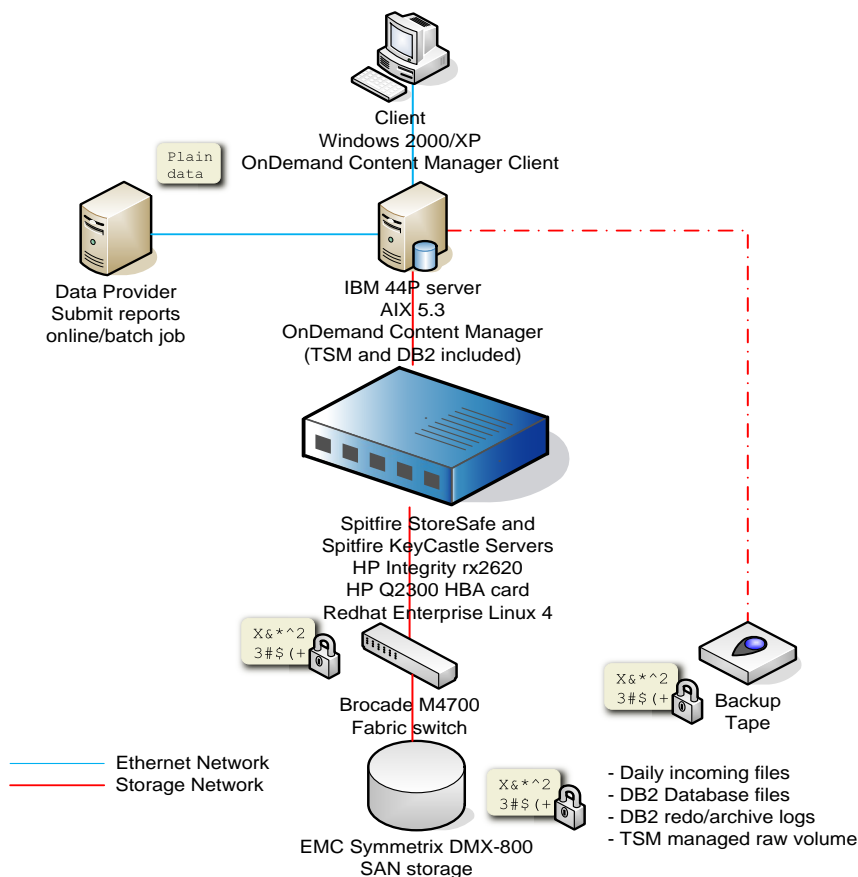 Client
Windows 2000/XP
OnDemand Content Manager Client
Plain
data
Data Provider
Submit reports
online/batch job
IBM 44P server
AIX 5.3
OnDemand Content Manager
(TSM and DB2 included)
Spitfire StoreSafe and
Spitfire KeyCastle Servers
HP Integrity rx2620
HP Q2300 HBA card
Redhat Enterprise Linux 4
X&*^2
3#$(+
Brocade M4700
Fabric switch
X&*^2
3#$(+
Backup
Tape
Ethernet Network
Storage Network
X&*^2
3#$(+
EMC Symmetrix DMX-800
SAN storage
- Daily incoming files
- DB2 Database files
- DB2 redo/archive logs
- TSM managed raw volume